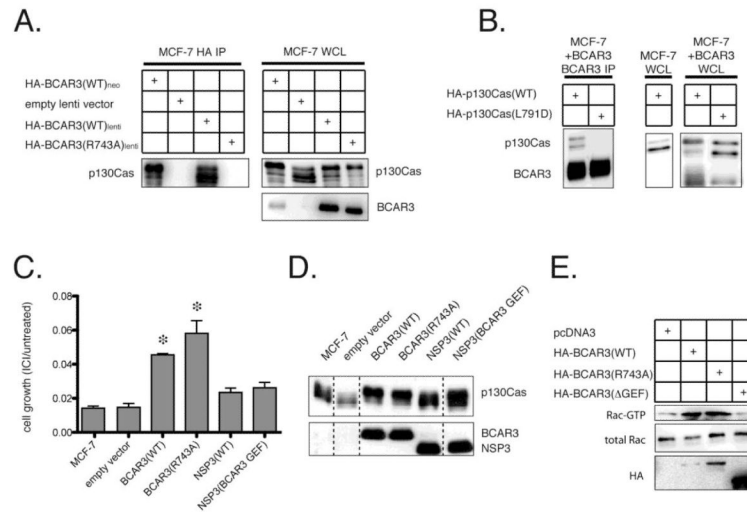 A.
MCF-7 HA IP
MCF-7 WCL
HA-BCAR3(WT)neo
+
+
empty lenti vector
+
+
HA-BCAR3(WT)lenti
+
+
HA-BCAR3(R743A)lenti
+
+
p130Cas
p130Cas
BCAR3
B.
MCF-7
+BCAR3
BCAR3 IP
MCF-7
WCL
MCF-7
+BCAR3
WCL
HA-p130Cas(WT)
+
+
+
HA-p130Cas(L791D)
+
+
p130Cas
BCAR3
C.
cell growth (ICI/untreated)
0.08
0.06
0.04
0.02
0.00
*
*
MCF-7
empty vector
BCAR3(WT)
BCAR3(R743A)
NSP3(WT)
NSP3(BCAR3 GEF)
D.
MCF-7
empty vector
BCAR3(WT)
BCAR3(R743A)
NSP3(WT)
NSP3(BCAR3 GEF)
p130Cas
BCAR3
NSP3
E.
pcDNA3
+
HA-BCAR3(WT)
+
HA-BCAR3(R743A)
+
HA-BCAR3(ΔGEF)
+
Rac-GTP
total Rac
HA